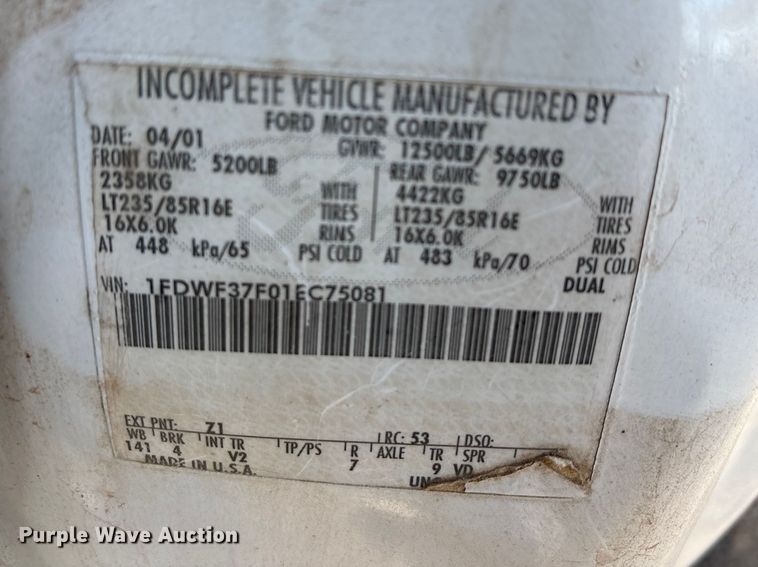 INCOMPLETE VEHICLE MANUFACTURED BY
FORD MOTOR COMPANY
DATE: 04/01 GVWR: 12500LB/ 5669KG
FRONT GAWR: 5200LB REAR GAWR: 9750LB
2358KG WITH 4422KG WITH
LT235/85R16E TIRES LT235/85R16E TIRES
16X6.0K RIMS 16X6.0K RIMS
AT 448 kPa/65 PSI COLD AT 483 kPa/70 PSI COLD
DUAL
VIN: 1FDWF37F01EC75081
EXT PNT: Z1 RC: 53 DSO:
WB BRK INT TR TP/PS R AXLE TR SPR
141 4 V2 7 9 VD
MADE IN U.S.A.
Purple Wave Auction